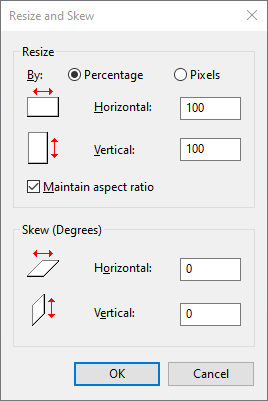 Resize and Skew
Resize
By: Percentage Pixels
Horizontal: 100
Vertical: 100
Maintain aspect ratio
Skew (Degrees)
Horizontal: 0
Vertical: 0
OK Cancel